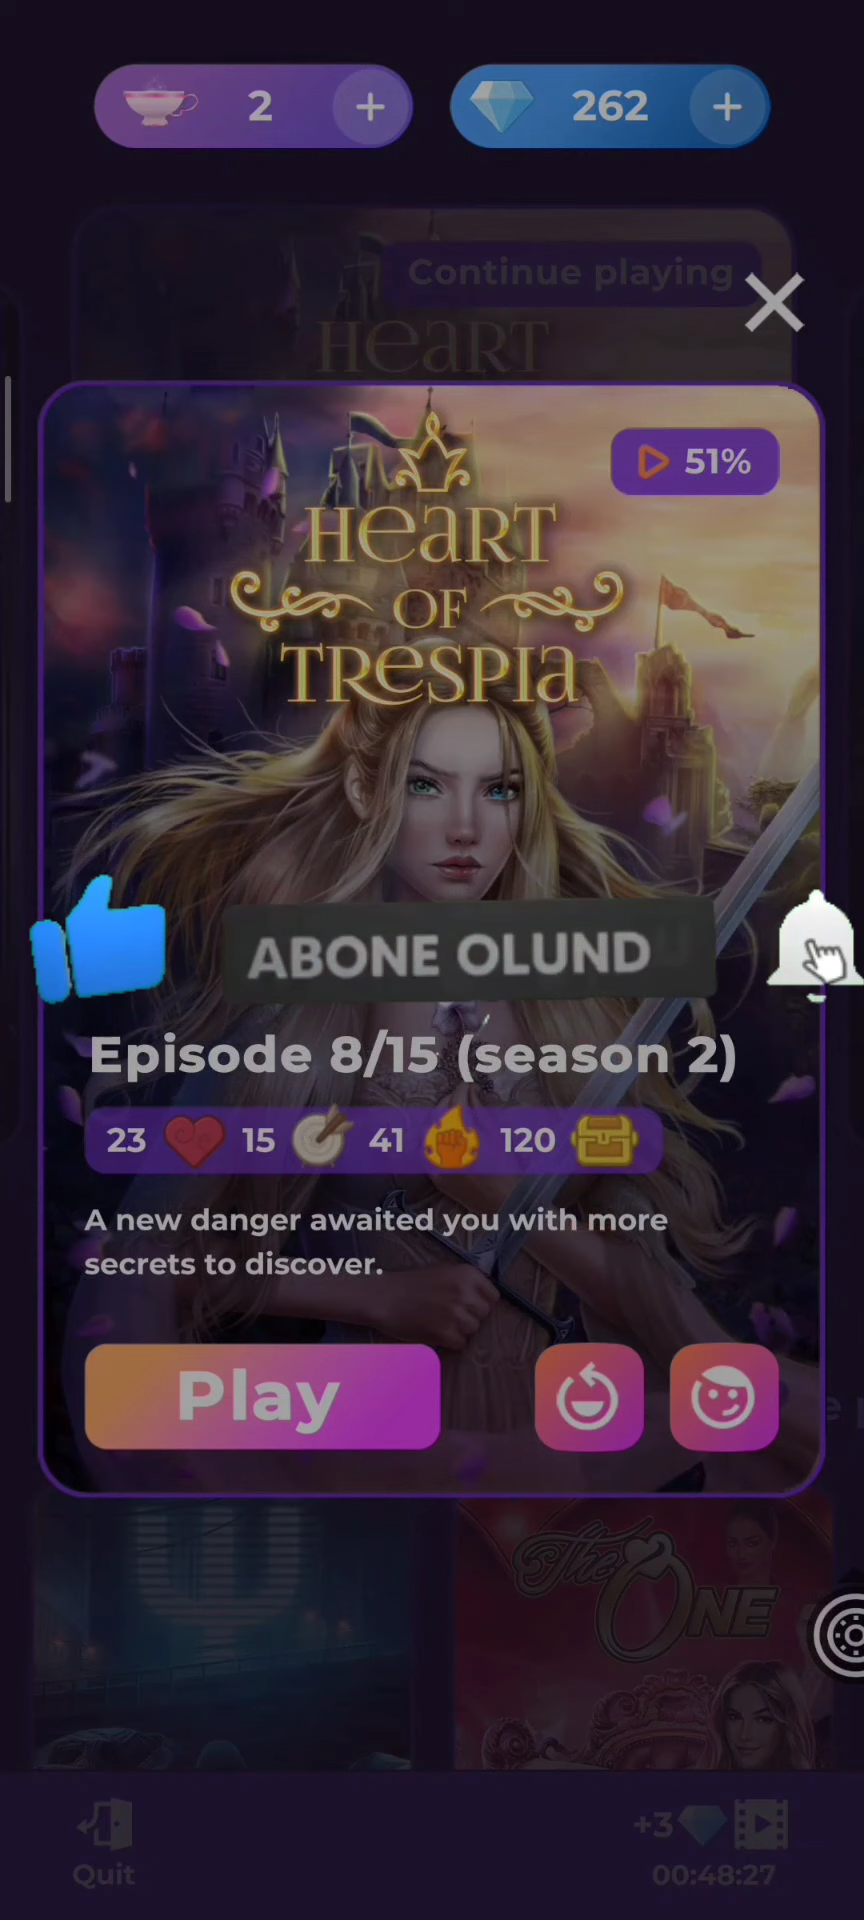 2
262
Continue playing
HEART
51%
HEART
OF
TRESPIA
ABONE OLUND
Episode 8/15 (season 2)
23 15 41 120
A new danger awaited you with more
secrets to discover.
Play
The
ONE
+3
Quit
00:48:27